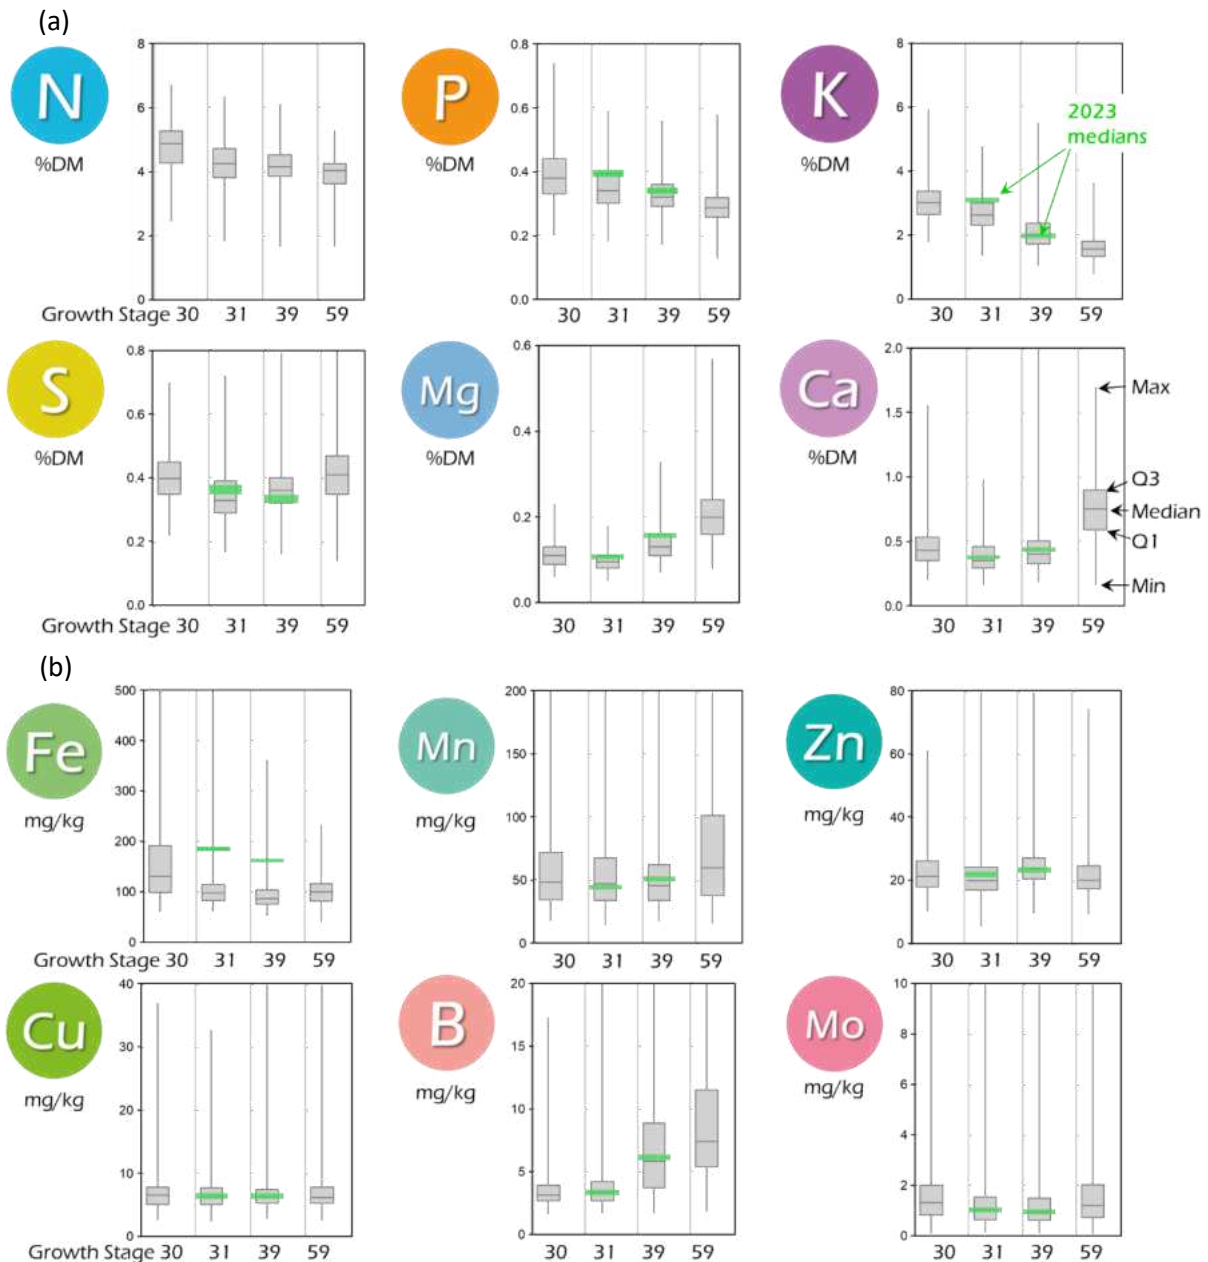 (a)
N
%DM
8
6
4
2
0
Growth Stage 30 31 39 59
P
%DM
0.8
0.6
0.4
0.2
0.0
30 31 39 59
K
%DM
8
6
4
2
0
2023
medians
30 31 39 59
S
%DM
0.8
0.6
0.4
0.2
0.0
Growth Stage 30 31 39 59
Mg
%DM
0.6
0.4
0.2
0.0
30 31 39 59
Ca
%DM
2.0
1.5
1.0
0.5
0.0
Max
Q3
Median
Q1
Min
30 31 39 59
(b)
Fe
mg/kg
500
400
300
200
100
0
Growth Stage 30 31 39 59
Mn
mg/kg
200
150
100
50
0
30 31 39 59
Zn
mg/kg
80
60
40
20
0
30 31 39 59
Cu
mg/kg
40
30
20
10
0
Growth Stage 30 31 39 59
B
mg/kg
20
15
10
5
0
30 31 39 59
Mo
mg/kg
10
8
6
4
2
0
30 31 39 59